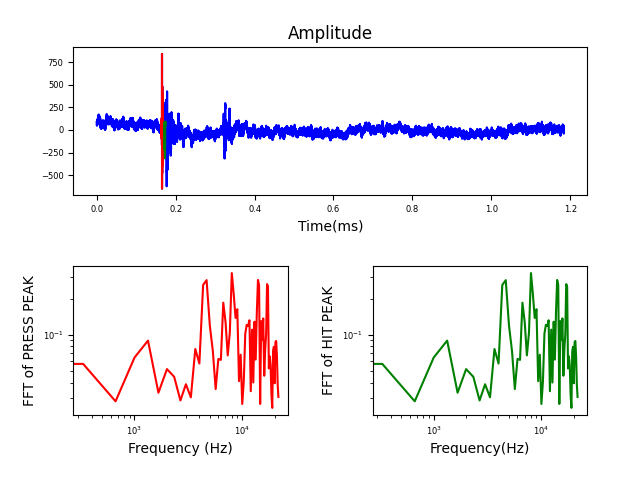 Amplitude
750
500
250
0
−250
−500
0.0 0.2 0.4 0.6 0.8 1.0 1.2
Time(ms)
FFT of PRESS PEAK
10⁻¹
10³ 10⁴
Frequency (Hz)
FFT of HIT PEAK
10⁻¹
10³ 10⁴
Frequency(Hz)